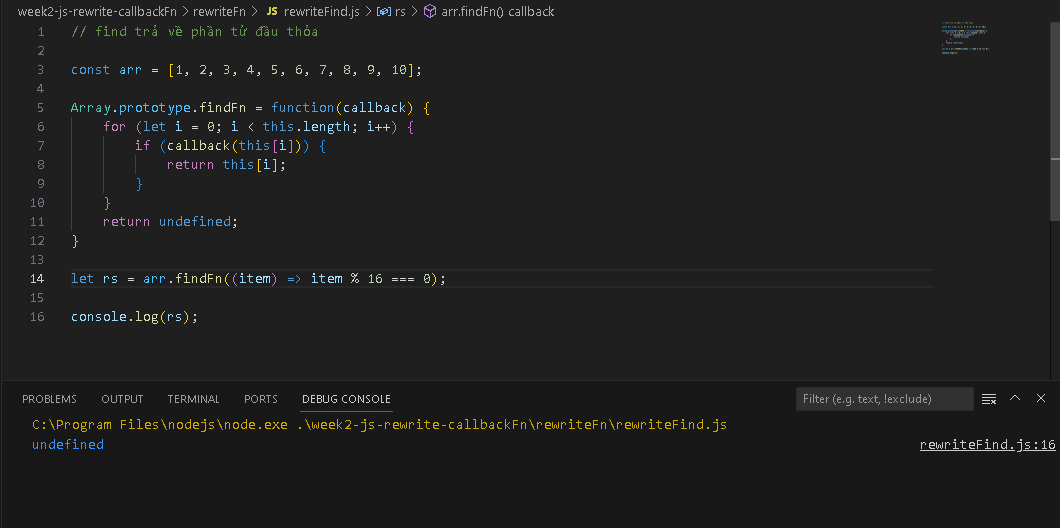 week2-js-rewrite-callbackFn > rewriteFn > JS rewriteFind.js > rs > arr.findFn() callback
1 // find trả về phần tử đầu thỏa
2
3 const arr = [1, 2, 3, 4, 5, 6, 7, 8, 9, 10];
4
5 Array.prototype.findFn = function(callback) {
6 for (let i = 0; i < this.length; i++) {
7 if (callback(this[i])) {
8 return this[i];
9 }
10 }
11 return undefined;
12 }
13
14 let rs = arr.findFn((item) => item % 16 === 0);
15
16 console.log(rs);
PROBLEMS OUTPUT TERMINAL PORTS DEBUG CONSOLE Filter (e.g. text, !exclude)
C:\Program Files\nodejs\node.exe .\week2-js-rewrite-callbackFn\rewriteFn\rewriteFind.js
undefined rewriteFind.js:16